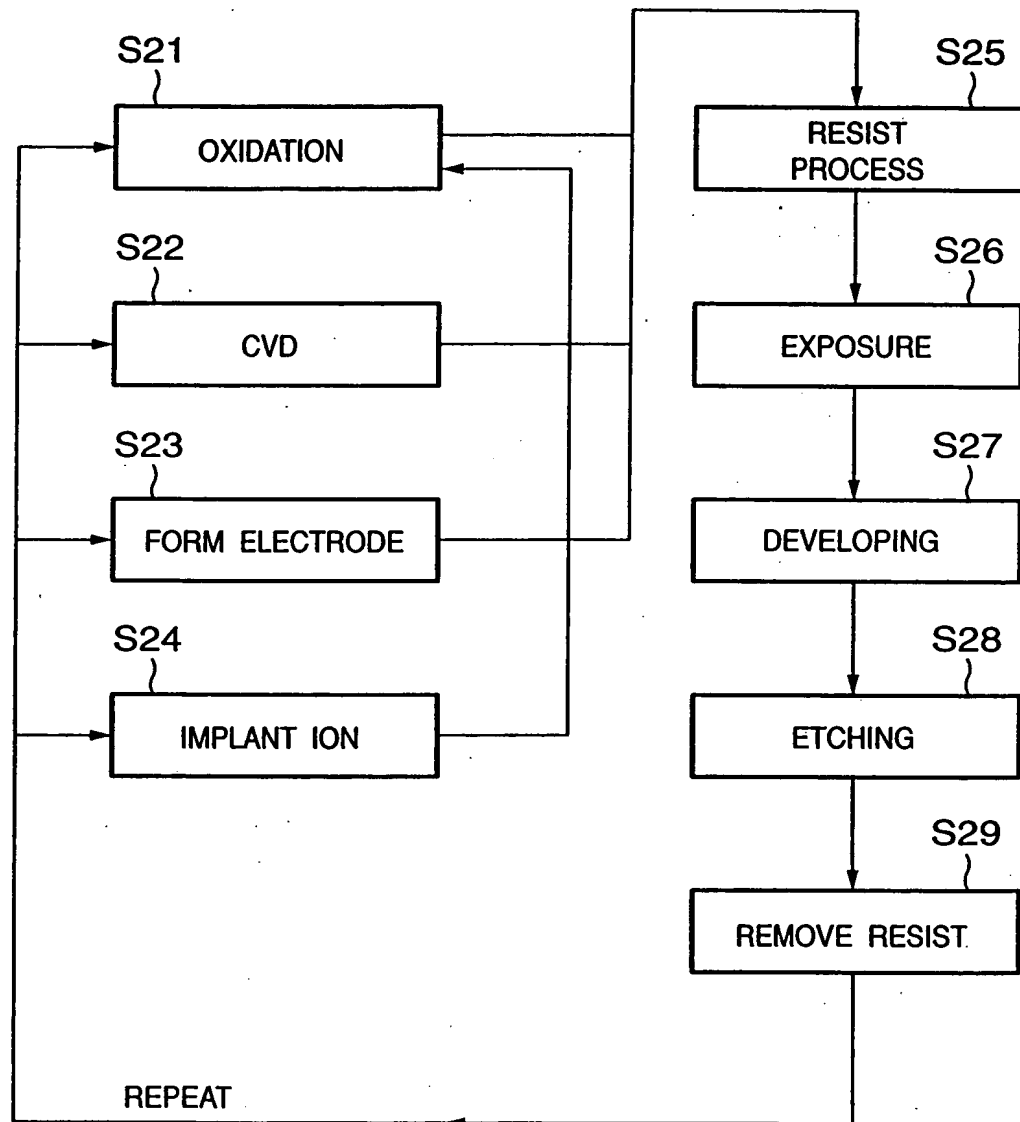 S21
OXIDATION
S22
CVD
S23
FORM ELECTRODE
S24
IMPLANT ION
S25
RESIST
PROCESS
S26
EXPOSURE
S27
DEVELOPING
S28
ETCHING
S29
REMOVE RESIST
REPEAT